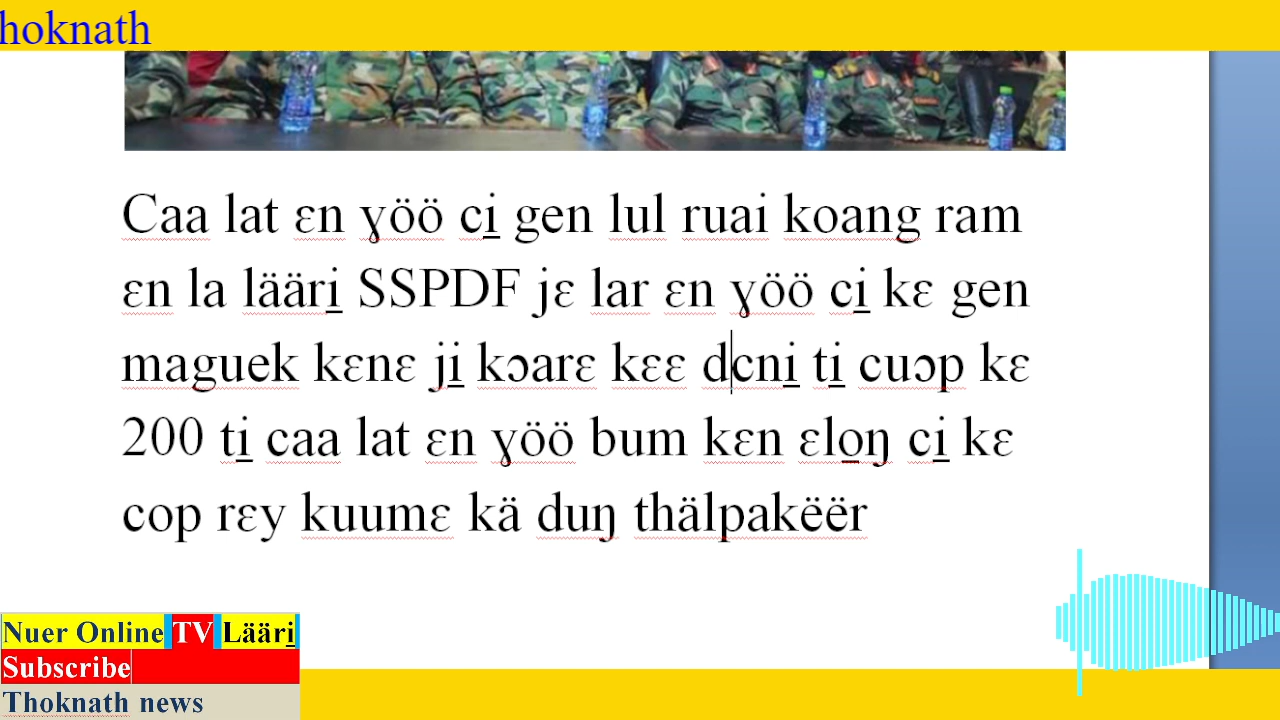 hoknath
Caa lat ɛn ɣöö ci̱ gen lul ruai koang ram
ɛn la lääri̱ SSPDF jɛ lar ɛn ɣöö ci̱ kɛ gen
maguek kɛnɛ ji̱ kɔarɛ kɛɛ dcni̱ ti̱ cuɔp kɛ
200 ti̱ caa lat ɛn ɣöö bum kɛn ɛlo̱ŋ ci̱ kɛ
cop rɛy kuumɛ kä duŋ thälpakëër
Nuer Online TV Lääri̱
Subscribe
Thoknath news